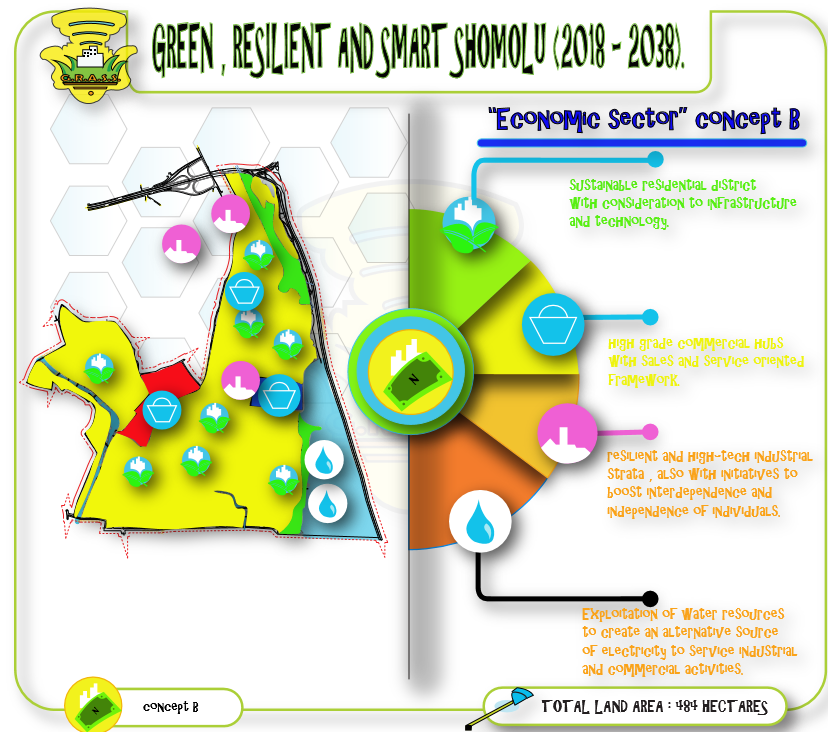 G.R.A.S.S.
GREEN , RESILIENT AND SMART SHOMOLU (2018 - 2038).
"Economic Sector" concept B
Sustainable residential district
with consideration to infrastructure
and technology.
High grade commercial hubs
with sales and service oriented
framework.
resilient and high-tech industrial
strata , also with initiatives to
boost interdependence and
independence of individuals.
Exploitation of water resources
to create an alternative source
of electricity to service industrial
and commercial activities.
N
N
concept B
TOTAL LAND AREA : 484 HECTARES